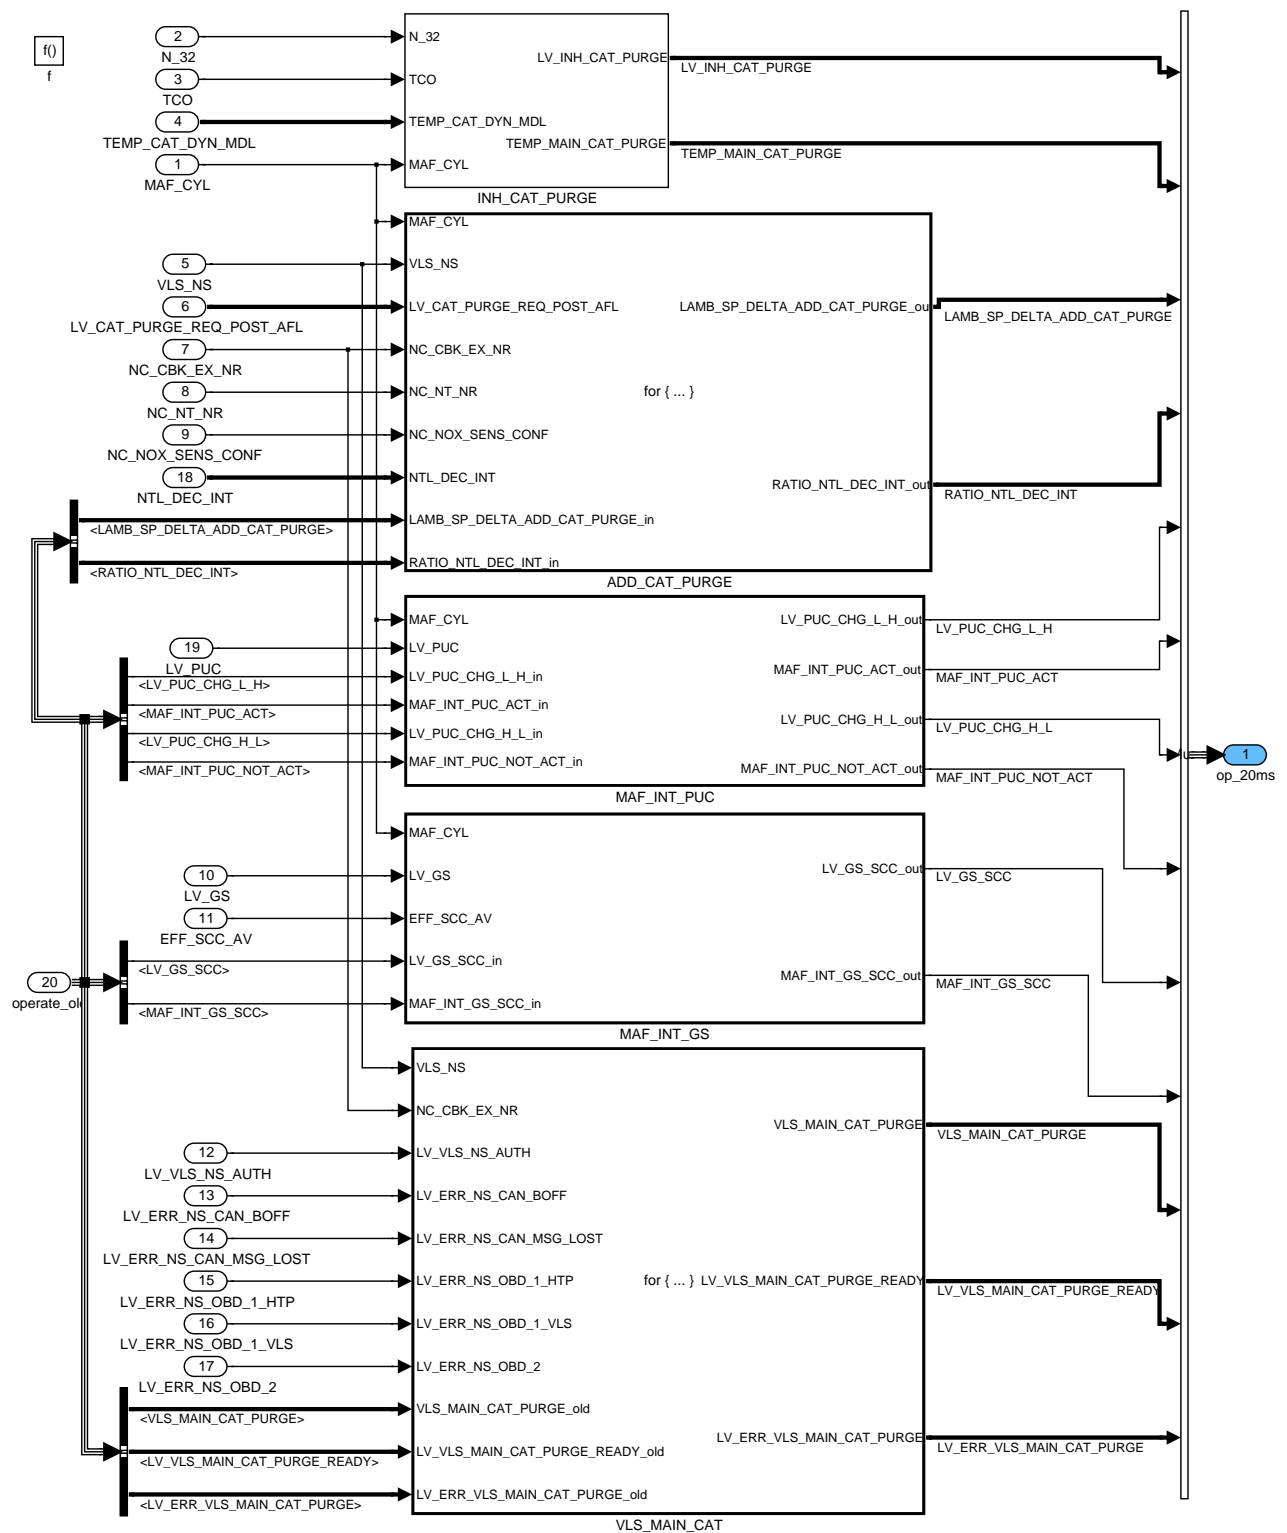 f()
f
2
N_32
3
TCO
4
TEMP_CAT_DYN_MDL
1
MAF_CYL
N_32
TCO
TEMP_CAT_DYN_MDL
MAF_CYL
LV_INH_CAT_PURGE
TEMP_MAIN_CAT_PURGE
INH_CAT_PURGE
LV_INH_CAT_PURGE
TEMP_MAIN_CAT_PURGE
5
VLS_NS
6
LV_CAT_PURGE_REQ_POST_AFL
7
NC_CBK_EX_NR
8
NC_NT_NR
9
NC_NOX_SENS_CONF
18
NTL_DEC_INT
<LAMB_SP_DELTA_ADD_CAT_PURGE>
<RATIO_NTL_DEC_INT>
MAF_CYL
VLS_NS
LV_CAT_PURGE_REQ_POST_AFL
NC_CBK_EX_NR
NC_NT_NR
NC_NOX_SENS_CONF
NTL_DEC_INT
LAMB_SP_DELTA_ADD_CAT_PURGE_in
RATIO_NTL_DEC_INT_in
for { ... }
LAMB_SP_DELTA_ADD_CAT_PURGE_ou
RATIO_NTL_DEC_INT_out
ADD_CAT_PURGE
LAMB_SP_DELTA_ADD_CAT_PURGE
RATIO_NTL_DEC_INT
19
LV_PUC
<LV_PUC_CHG_L_H>
<MAF_INT_PUC_ACT>
<LV_PUC_CHG_H_L>
<MAF_INT_PUC_NOT_ACT>
MAF_CYL
LV_PUC
LV_PUC_CHG_L_H_in
MAF_INT_PUC_ACT_in
LV_PUC_CHG_H_L_in
MAF_INT_PUC_NOT_ACT_in
LV_PUC_CHG_L_H_out
MAF_INT_PUC_ACT_out
LV_PUC_CHG_H_L_out
MAF_INT_PUC_NOT_ACT_out
MAF_INT_PUC
LV_PUC_CHG_L_H
MAF_INT_PUC_ACT
LV_PUC_CHG_H_L
MAF_INT_PUC_NOT_ACT
1
op_20ms
10
LV_GS
11
EFF_SCC_AV
20
operate_old
<LV_GS_SCC>
<MAF_INT_GS_SCC>
MAF_CYL
LV_GS
EFF_SCC_AV
LV_GS_SCC_in
MAF_INT_GS_SCC_in
LV_GS_SCC_out
MAF_INT_GS_SCC_out
MAF_INT_GS
LV_GS_SCC
MAF_INT_GS_SCC
12
LV_VLS_NS_AUTH
13
LV_ERR_NS_CAN_BOFF
14
LV_ERR_NS_CAN_MSG_LOST
15
LV_ERR_NS_OBD_1_HTP
16
LV_ERR_NS_OBD_1_VLS
17
LV_ERR_NS_OBD_2
<VLS_MAIN_CAT_PURGE>
<LV_VLS_MAIN_CAT_PURGE_READY>
<LV_ERR_VLS_MAIN_CAT_PURGE>
VLS_NS
NC_CBK_EX_NR
LV_VLS_NS_AUTH
LV_ERR_NS_CAN_BOFF
LV_ERR_NS_CAN_MSG_LOST
LV_ERR_NS_OBD_1_HTP
LV_ERR_NS_OBD_1_VLS
LV_ERR_NS_OBD_2
VLS_MAIN_CAT_PURGE_old
LV_VLS_MAIN_CAT_PURGE_READY_old
LV_ERR_VLS_MAIN_CAT_PURGE_old
for { ... }
VLS_MAIN_CAT_PURGE
LV_VLS_MAIN_CAT_PURGE_READY
LV_ERR_VLS_MAIN_CAT_PURGE
VLS_MAIN_CAT
VLS_MAIN_CAT_PURGE
LV_VLS_MAIN_CAT_PURGE_READY
LV_ERR_VLS_MAIN_CAT_PURGE